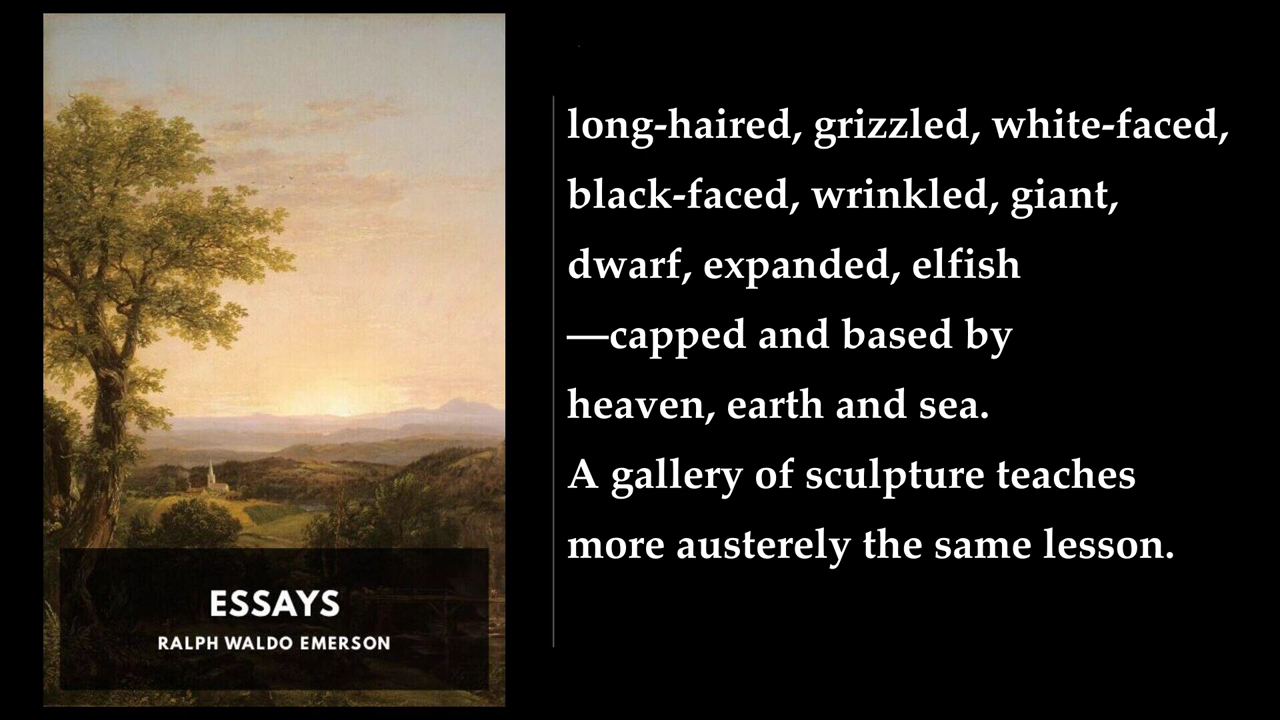 ESSAYS
RALPH WALDO EMERSON
long-haired, grizzled, white-faced,
black-faced, wrinkled, giant,
dwarf, expanded, elfish
—capped and based by
heaven, earth and sea.
A gallery of sculpture teaches
more austerely the same lesson.